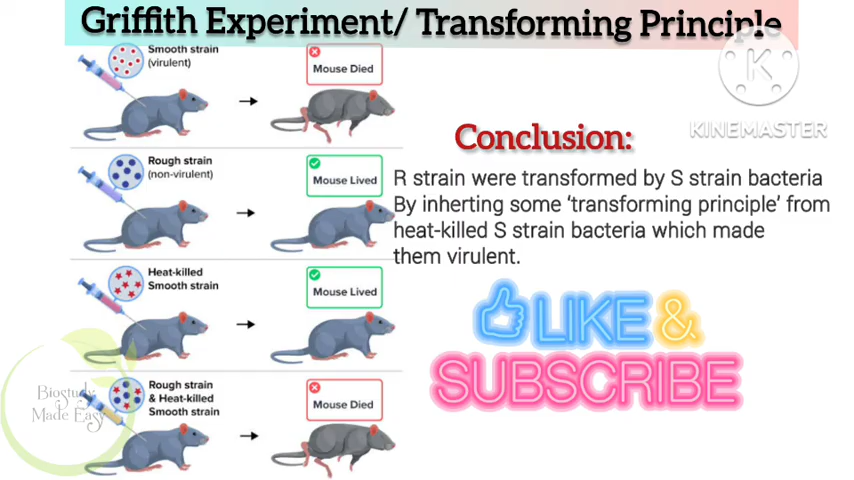 Griffith Experiment/ Transforming Principle
Smooth strain
(virulent)
Mouse Died
K
KINEMASTER
Conclusion:
Rough strain
(non-virulent)
Mouse Lived
R strain were transformed by S strain bacteria
By inherting some ‘transforming principle’ from
heat-killed S strain bacteria which made
them virulent.
Heat-killed
Smooth strain
Mouse Lived
LIKE &
SUBSCRIBE
Rough strain
& Heat-killed
Smooth strain
Mouse Died
Biostudy
Made Easy